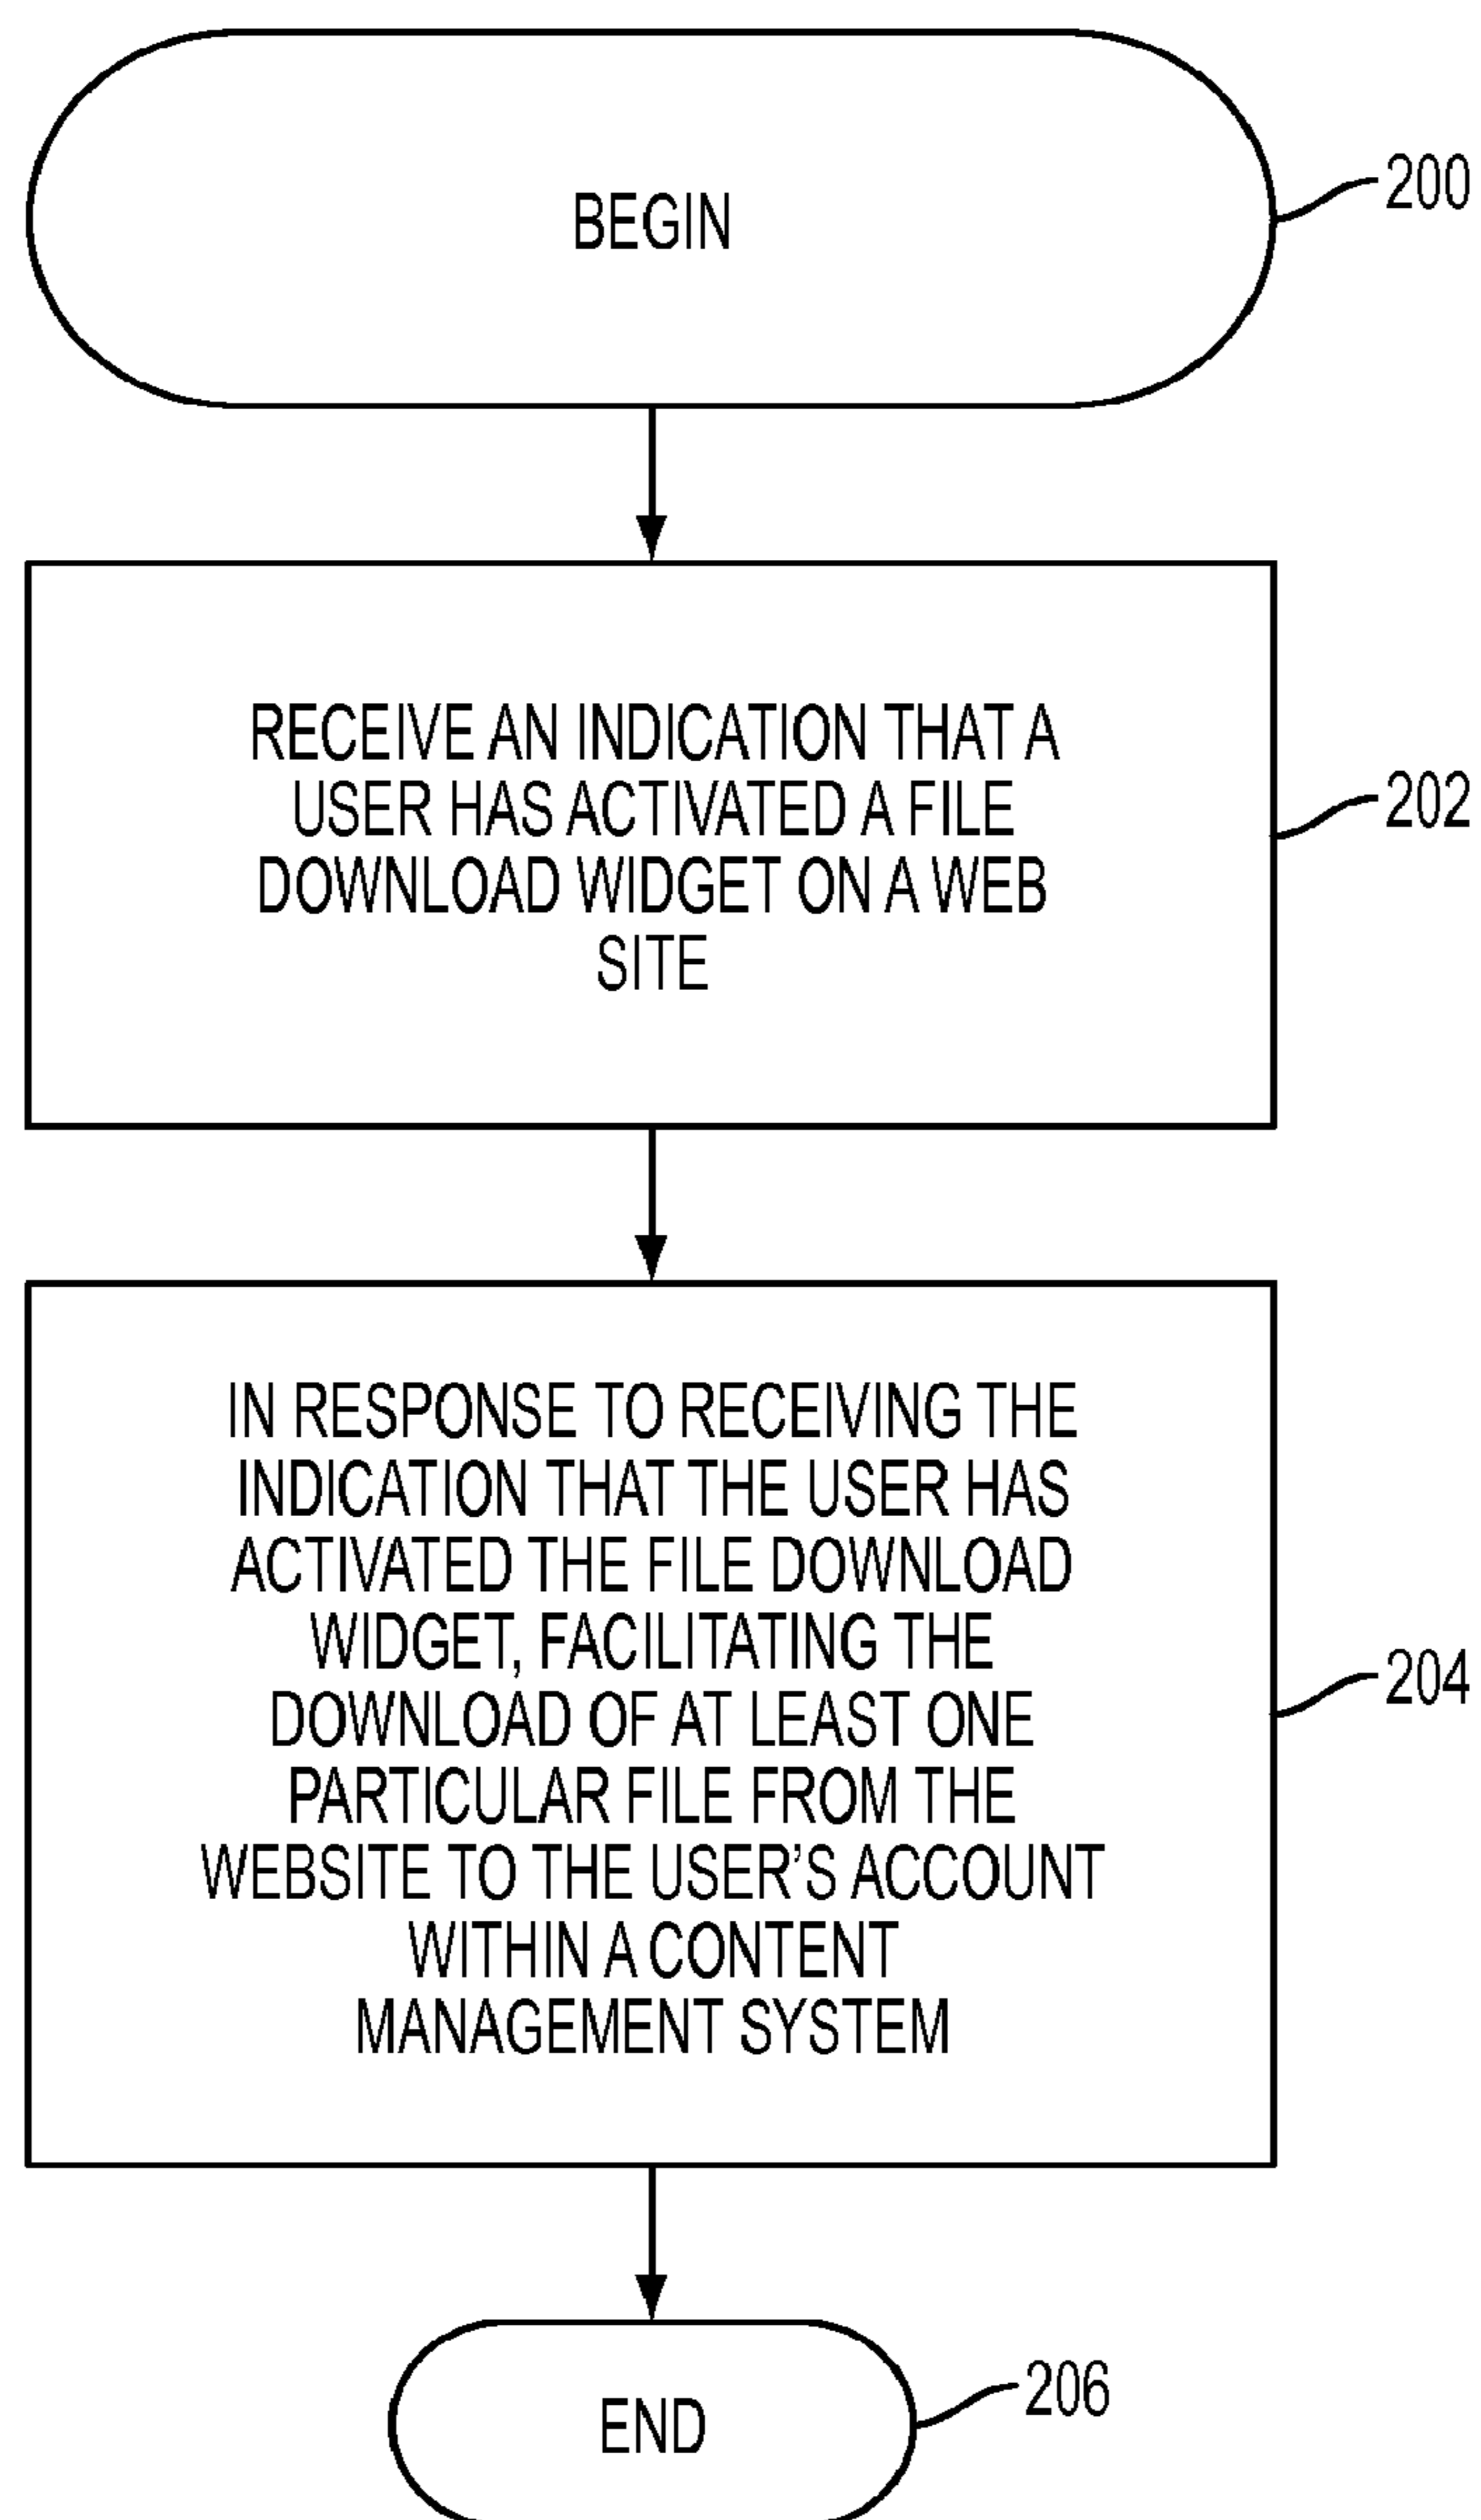 BEGIN
200
RECEIVE AN INDICATION THAT A
USER HAS ACTIVATED A FILE
DOWNLOAD WIDGET ON A WEB
SITE
202
IN RESPONSE TO RECEIVING THE
INDICATION THAT THE USER HAS
ACTIVATED THE FILE DOWNLOAD
WIDGET, FACILITATING THE
DOWNLOAD OF AT LEAST ONE
PARTICULAR FILE FROM THE
WEBSITE TO THE USER'S ACCOUNT
WITHIN A CONTENT
MANAGEMENT SYSTEM
204
END
206